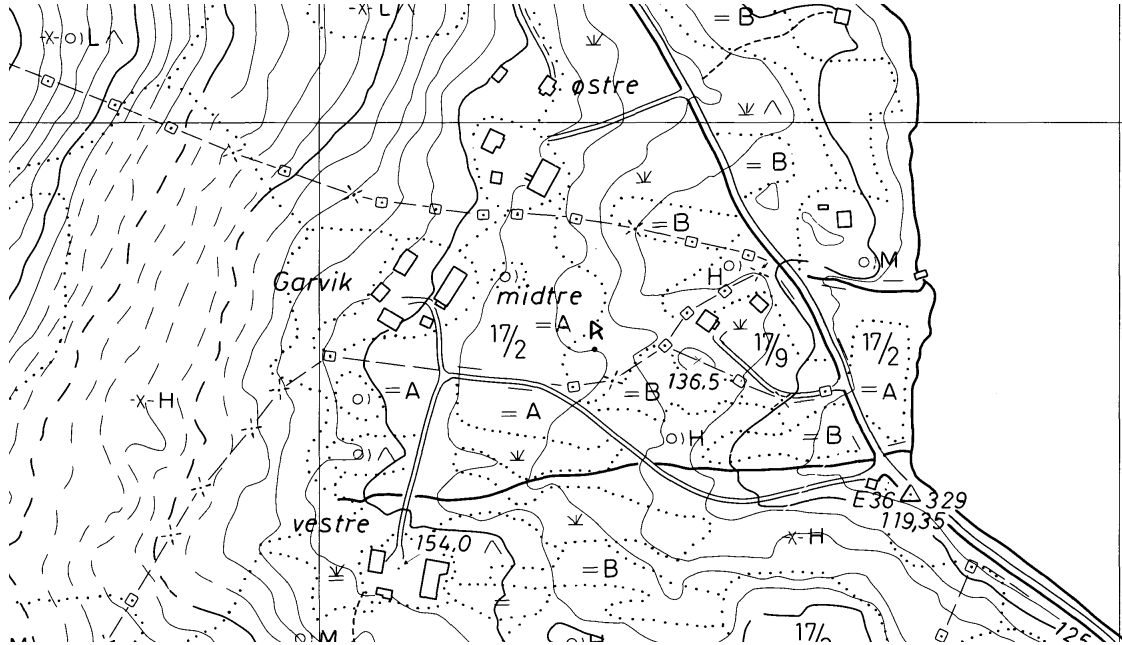 L
= B
L
østre
= B
= B
H
M
Garvik
midtre
17/2
= A
R
17/9
17/2
136.5
= A
= B
= A
H
= A
H
= B
E36
329
119,35
vestre
154,0
H
= B
M
M
H
17/2
125